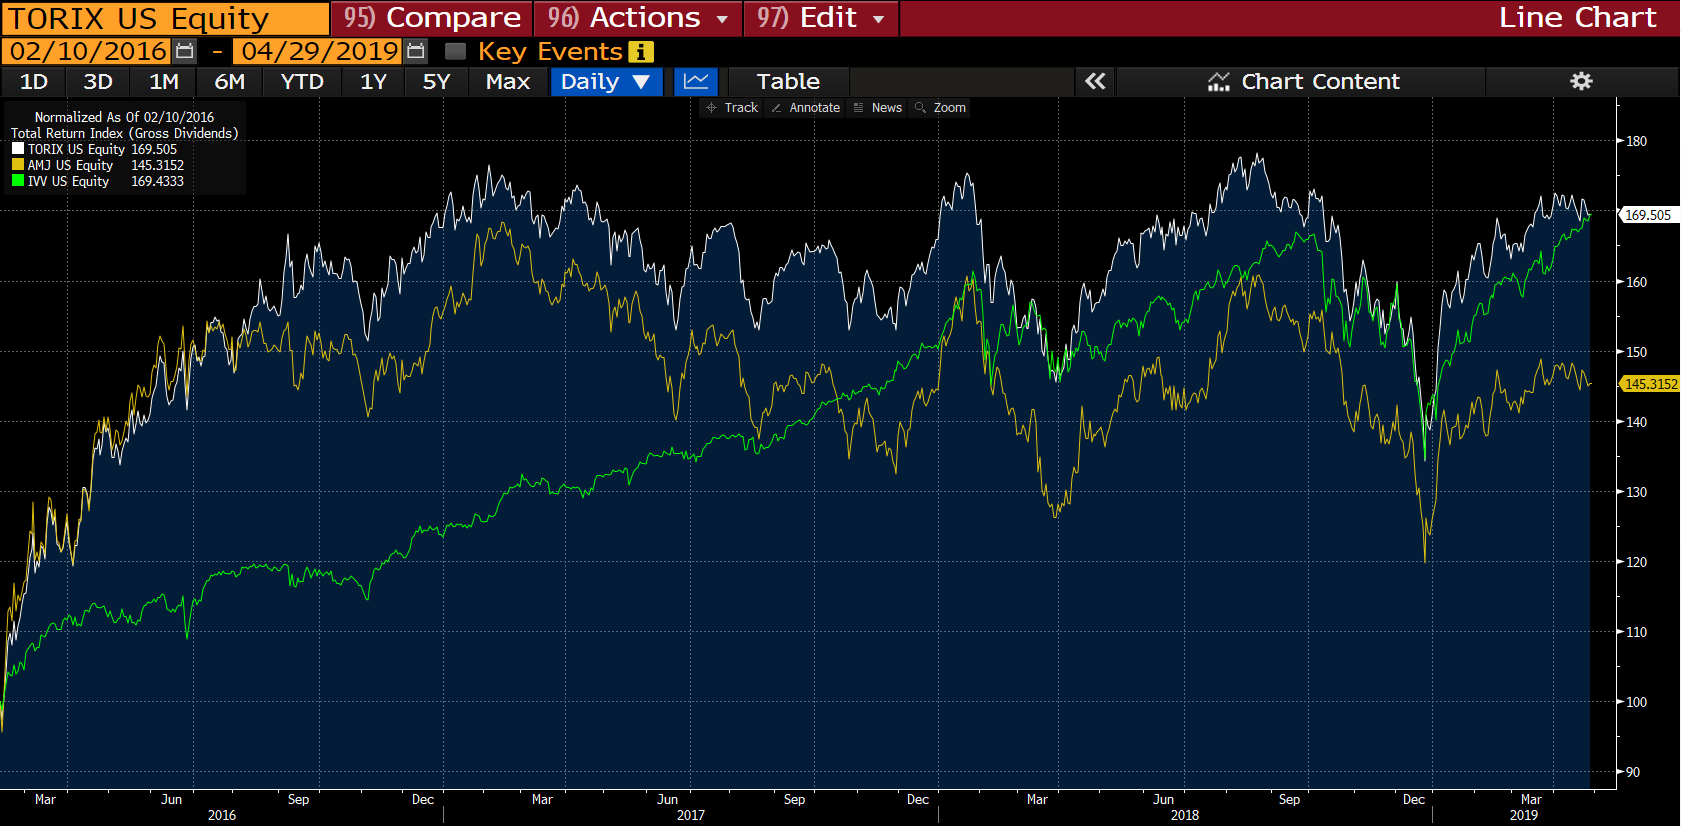 TORIX US Equity 95) Compare 96) Actions 97) Edit Line Chart
02/10/2016 - 04/29/2019 Key Events i
1D 3D 1M 6M YTD 1Y 5Y Max Daily Table Chart Content
Track Annotate News Zoom
Normalized As Of 02/10/2016
Total Return Index (Gross Dividends)
TORIX US Equity 169.505
AMJ US Equity 145.3152
IVV US Equity 169.4333
180
169.505
160
150
145.3152
140
130
120
110
100
90
Mar Jun Sep Dec Mar Jun Sep Dec Mar Jun Sep Dec Mar
2016 2017 2018 2019